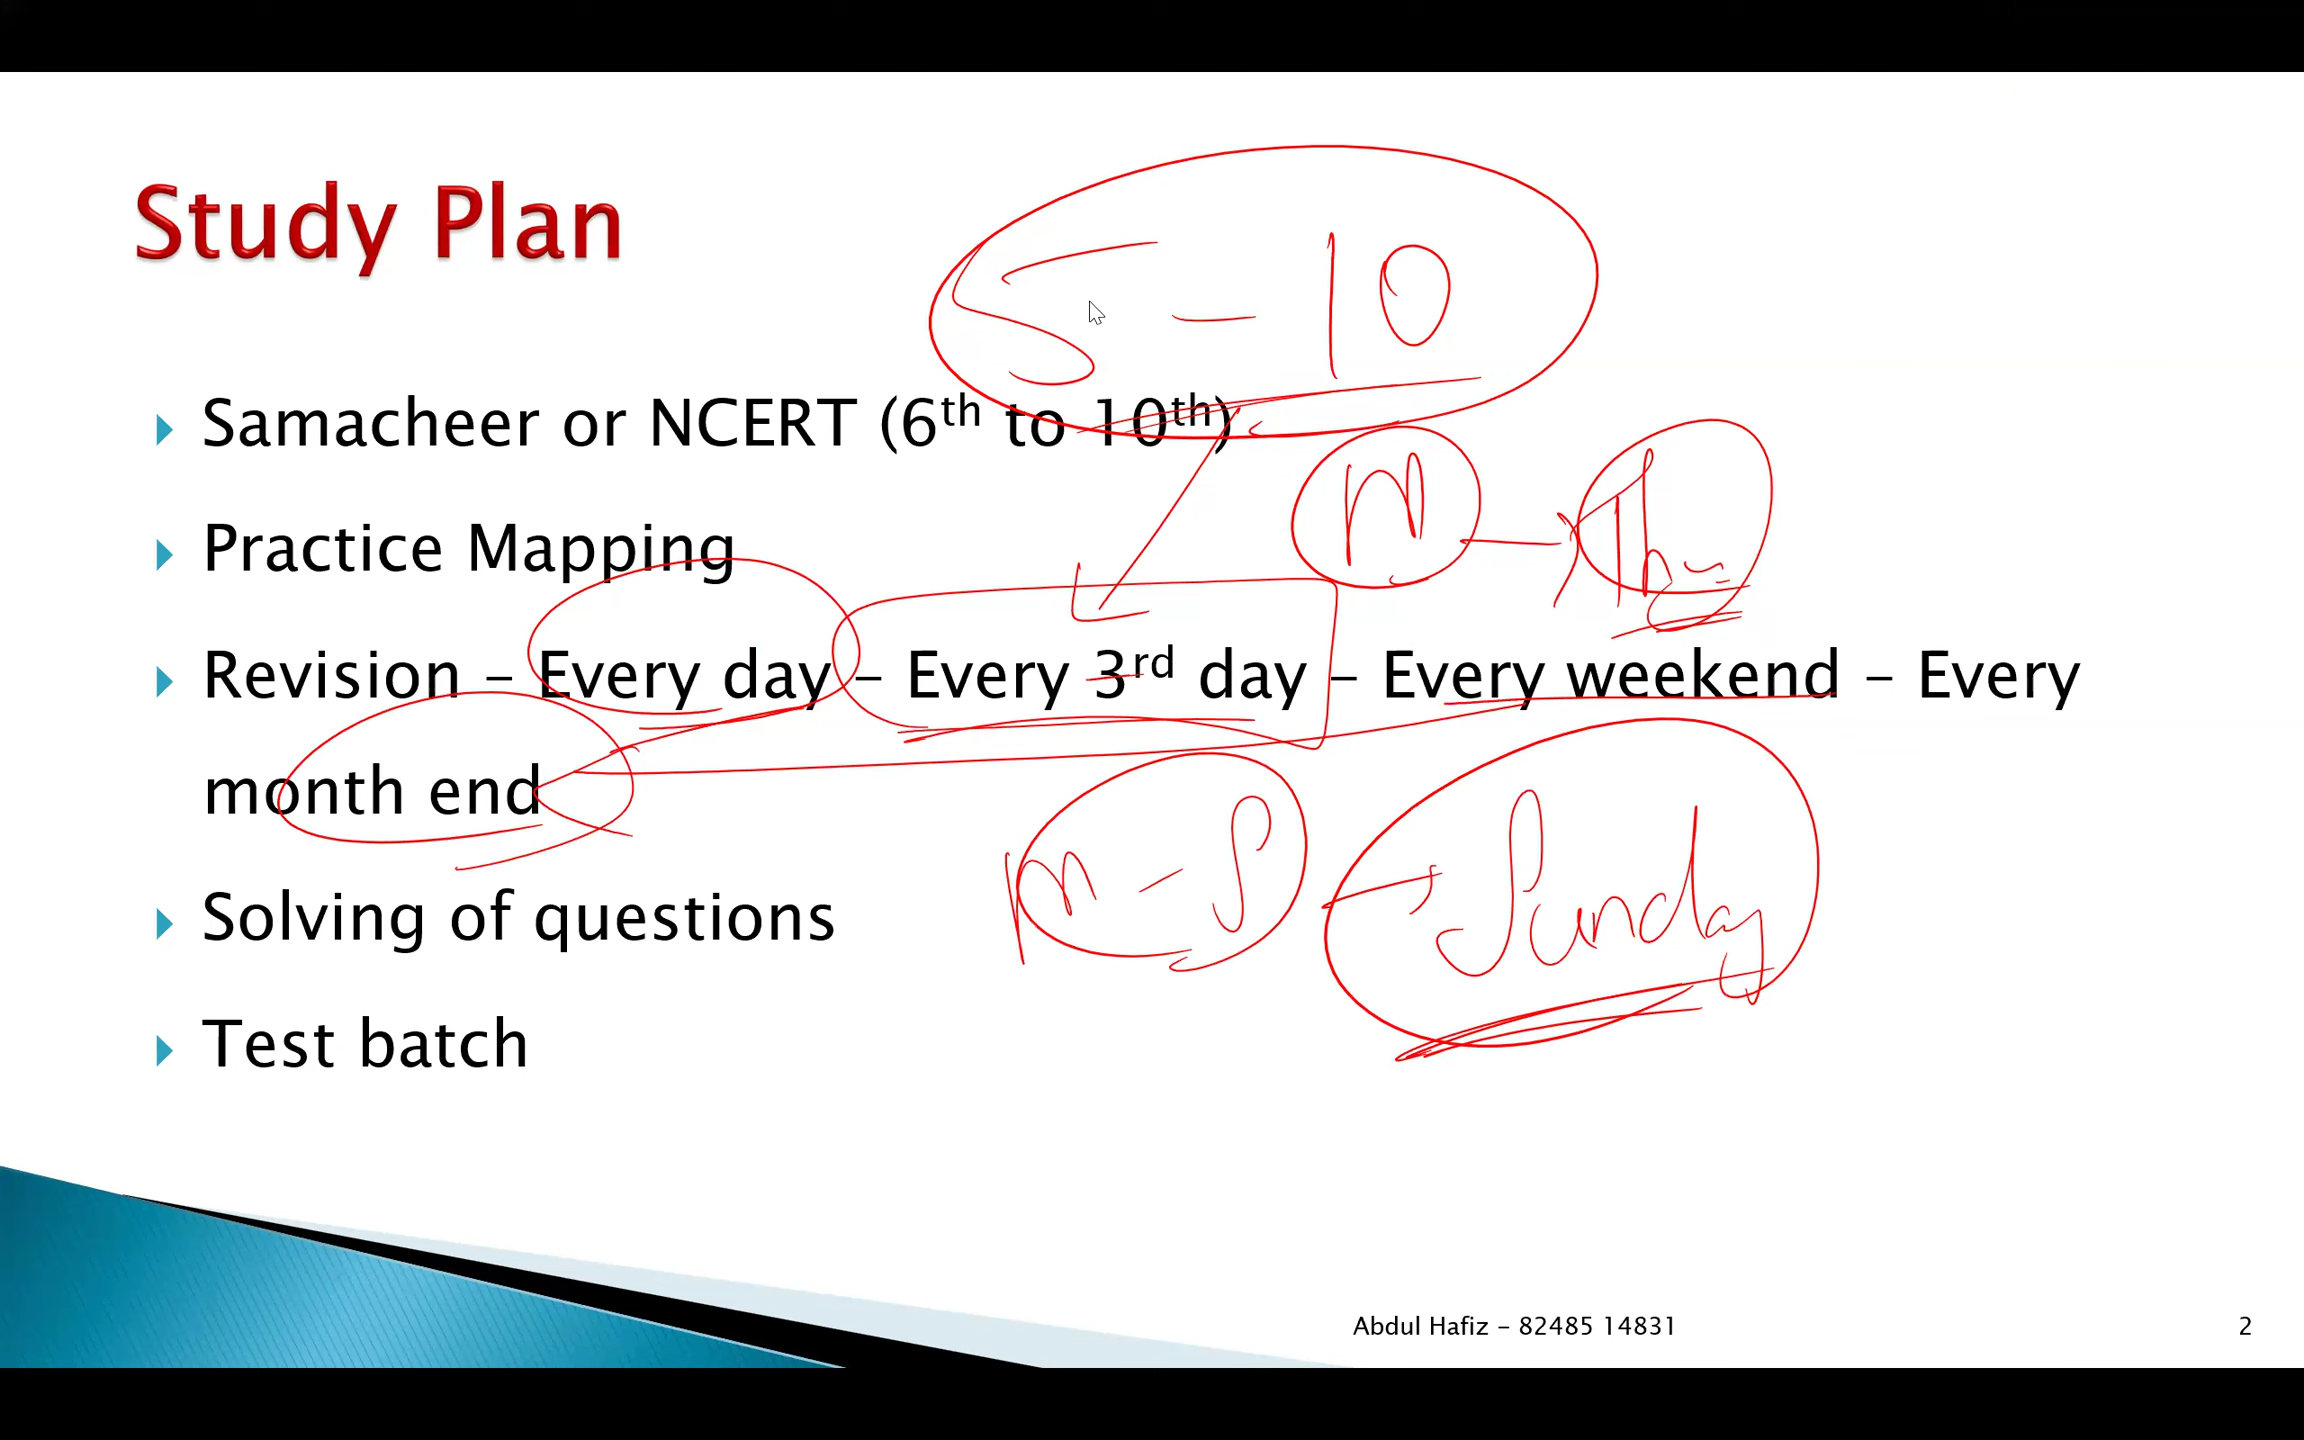 Study Plan
5 - 10
Samacheer or NCERT (6th to 10th)
M
Practice Mapping
Revision – Every day – Every 3rd day – Every weekend – Every
month end
M - S
Sunday
Solving of questions
Test batch
Abdul Hafiz – 82485 14831
2